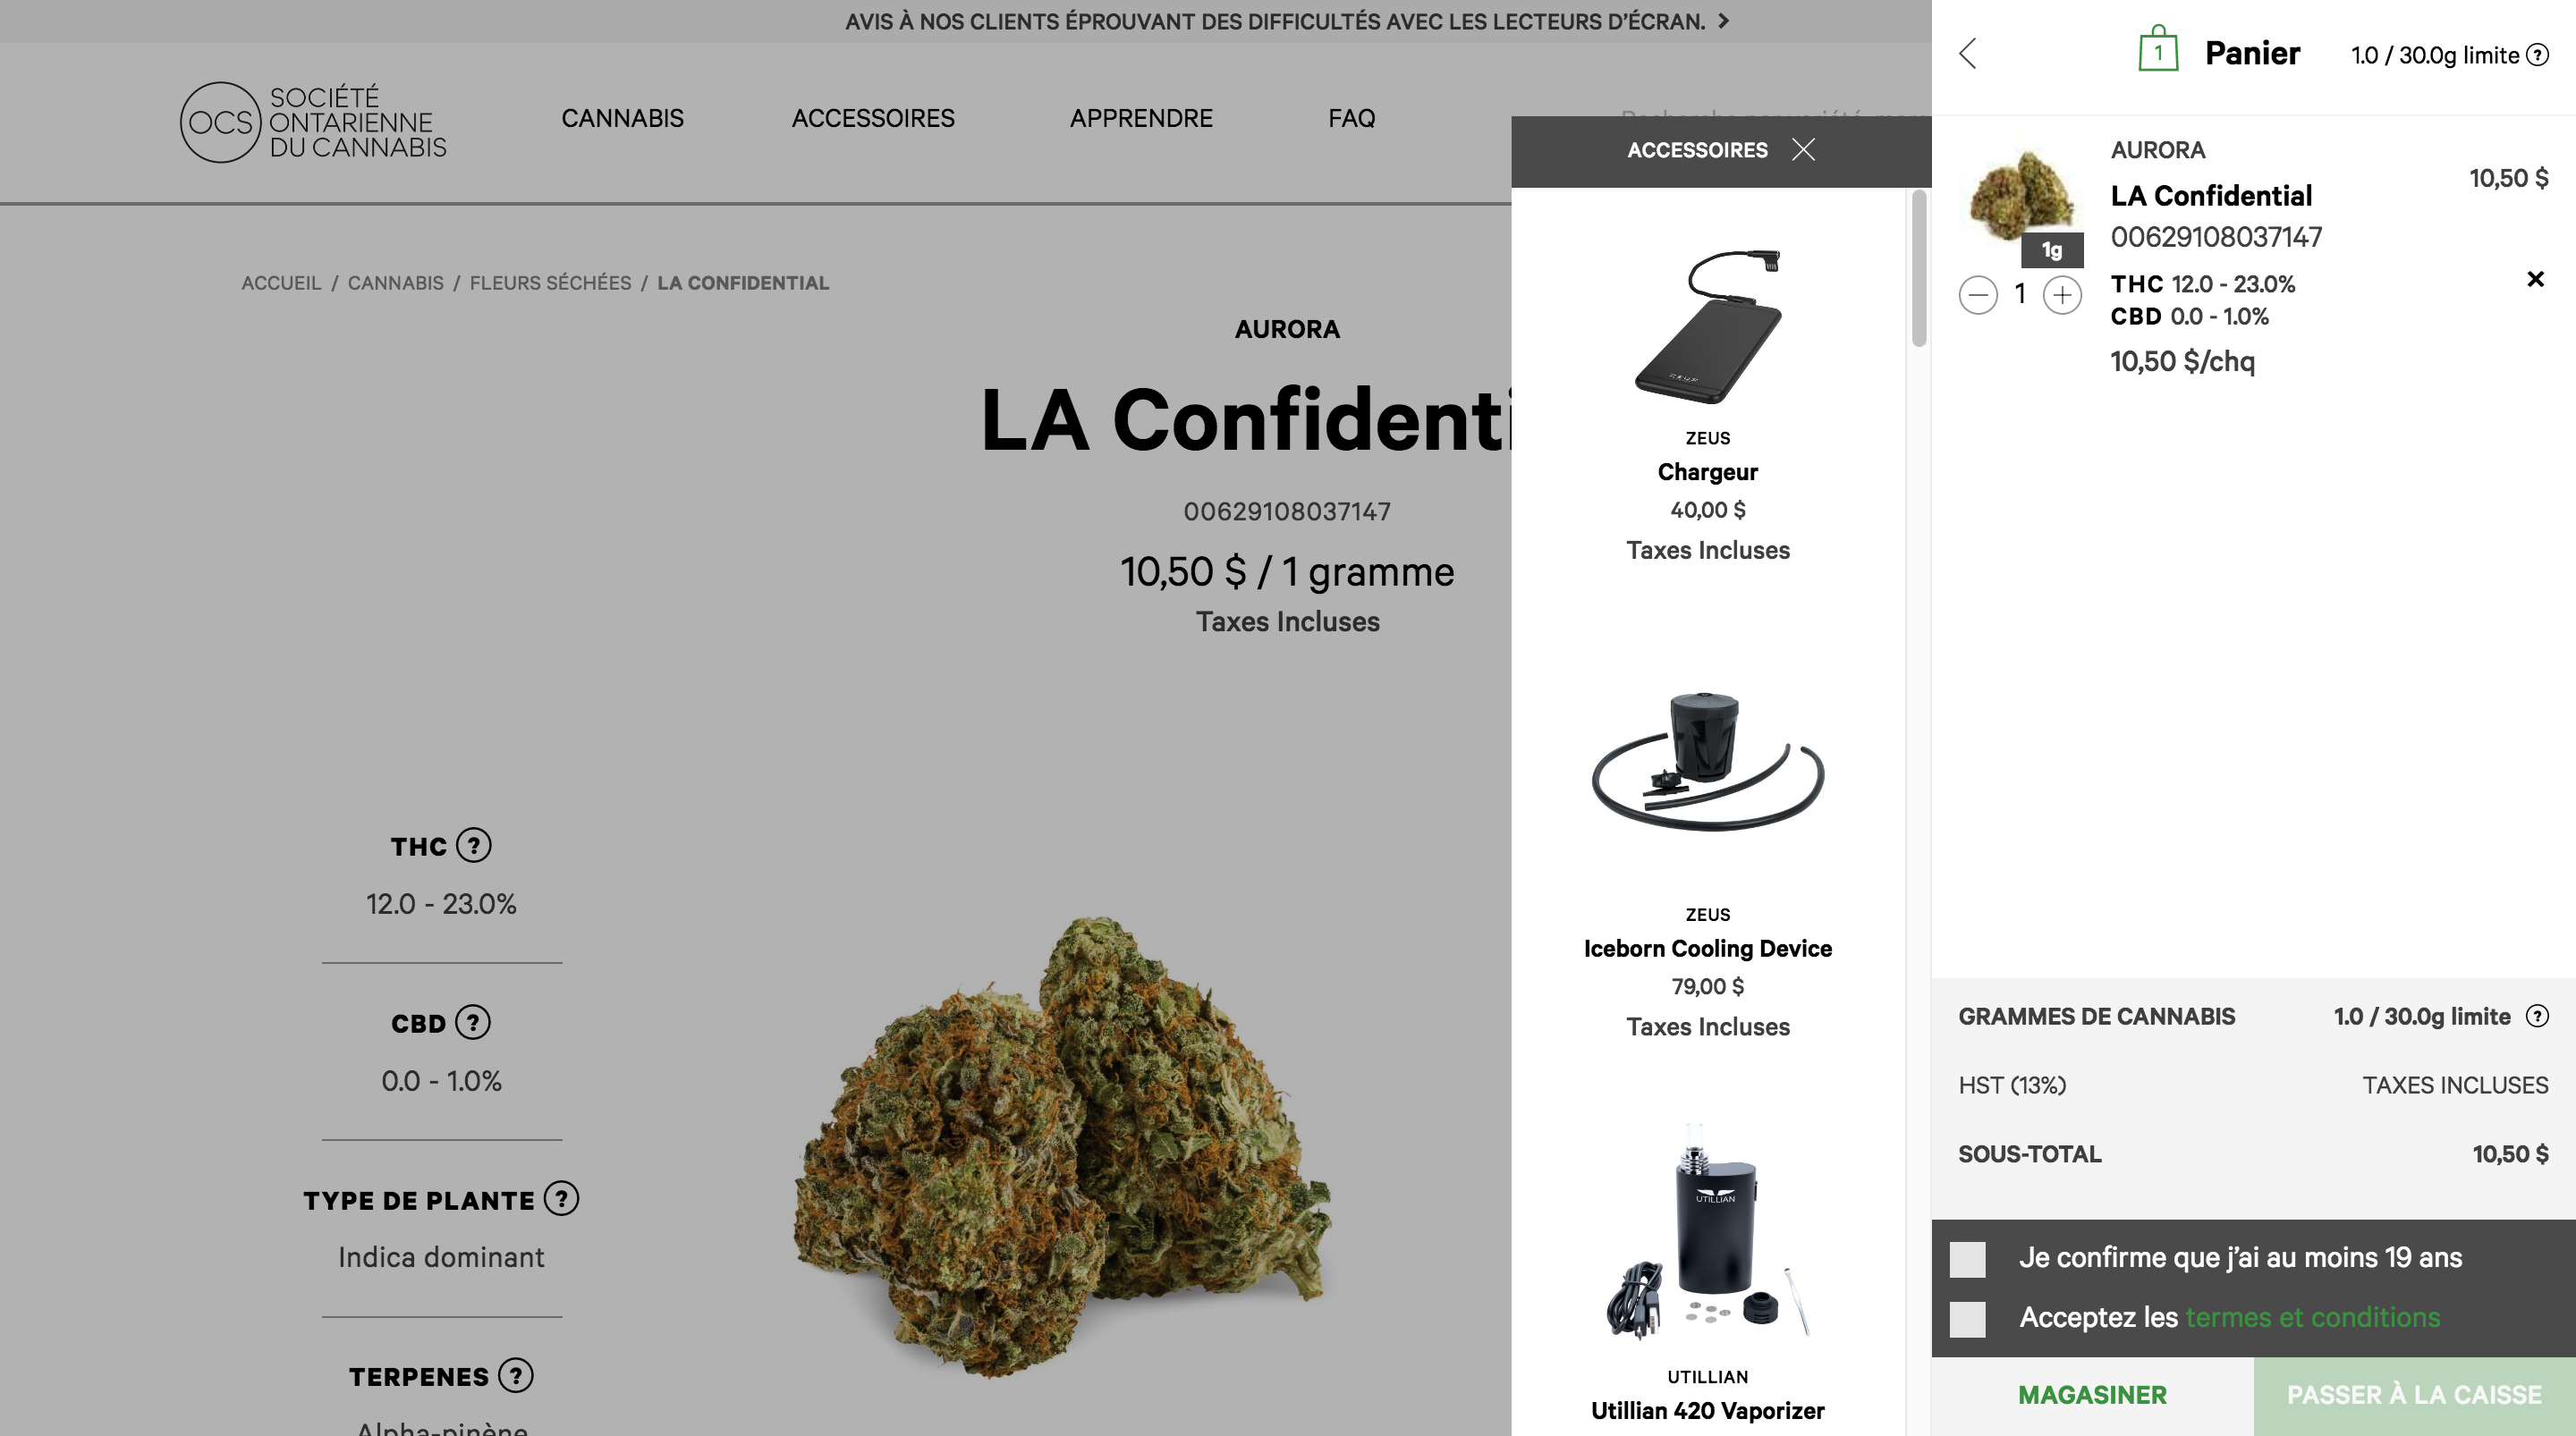 AVIS À NOS CLIENTS ÉPROUVANT DES DIFFICULTÉS AVEC LES LECTEURS D'ÉCRAN.
OCS
SOCIÉTÉ
ONTARIENNE
DU CANNABIS
CANNABIS
ACCESSOIRES
APPRENDRE
FAQ
ACCUEIL / CANNABIS / FLEURS SÉCHÉES / LA CONFIDENTIAL
AURORA
LA Confidenti
00629108037147
10,50 $ / 1 gramme
Taxes Incluses
THC ?
12.0 - 23.0%
CBD ?
0.0 - 1.0%
TYPE DE PLANTE ?
Indica dominant
TERPENES ?
Alpha-pinène
ACCESSOIRES
ZEUS
Chargeur
40,00 $
Taxes Incluses
ZEUS
Iceborn Cooling Device
79,00 $
Taxes Incluses
UTILLIAN
UTILLIAN
Utillian 420 Vaporizer
1
Panier
1.0 / 30.0g limite ?
AURORA
LA Confidential
10,50 $
00629108037147
1g
1
THC 12.0 - 23.0%
CBD 0.0 - 1.0%
10,50 $/chq
GRAMMES DE CANNABIS 1.0 / 30.0g limite ?
HST (13%) TAXES INCLUSES
SOUS-TOTAL 10,50 $
Je confirme que j'ai au moins 19 ans
Acceptez les termes et conditions
MAGASINER
PASSER À LA CAISSE